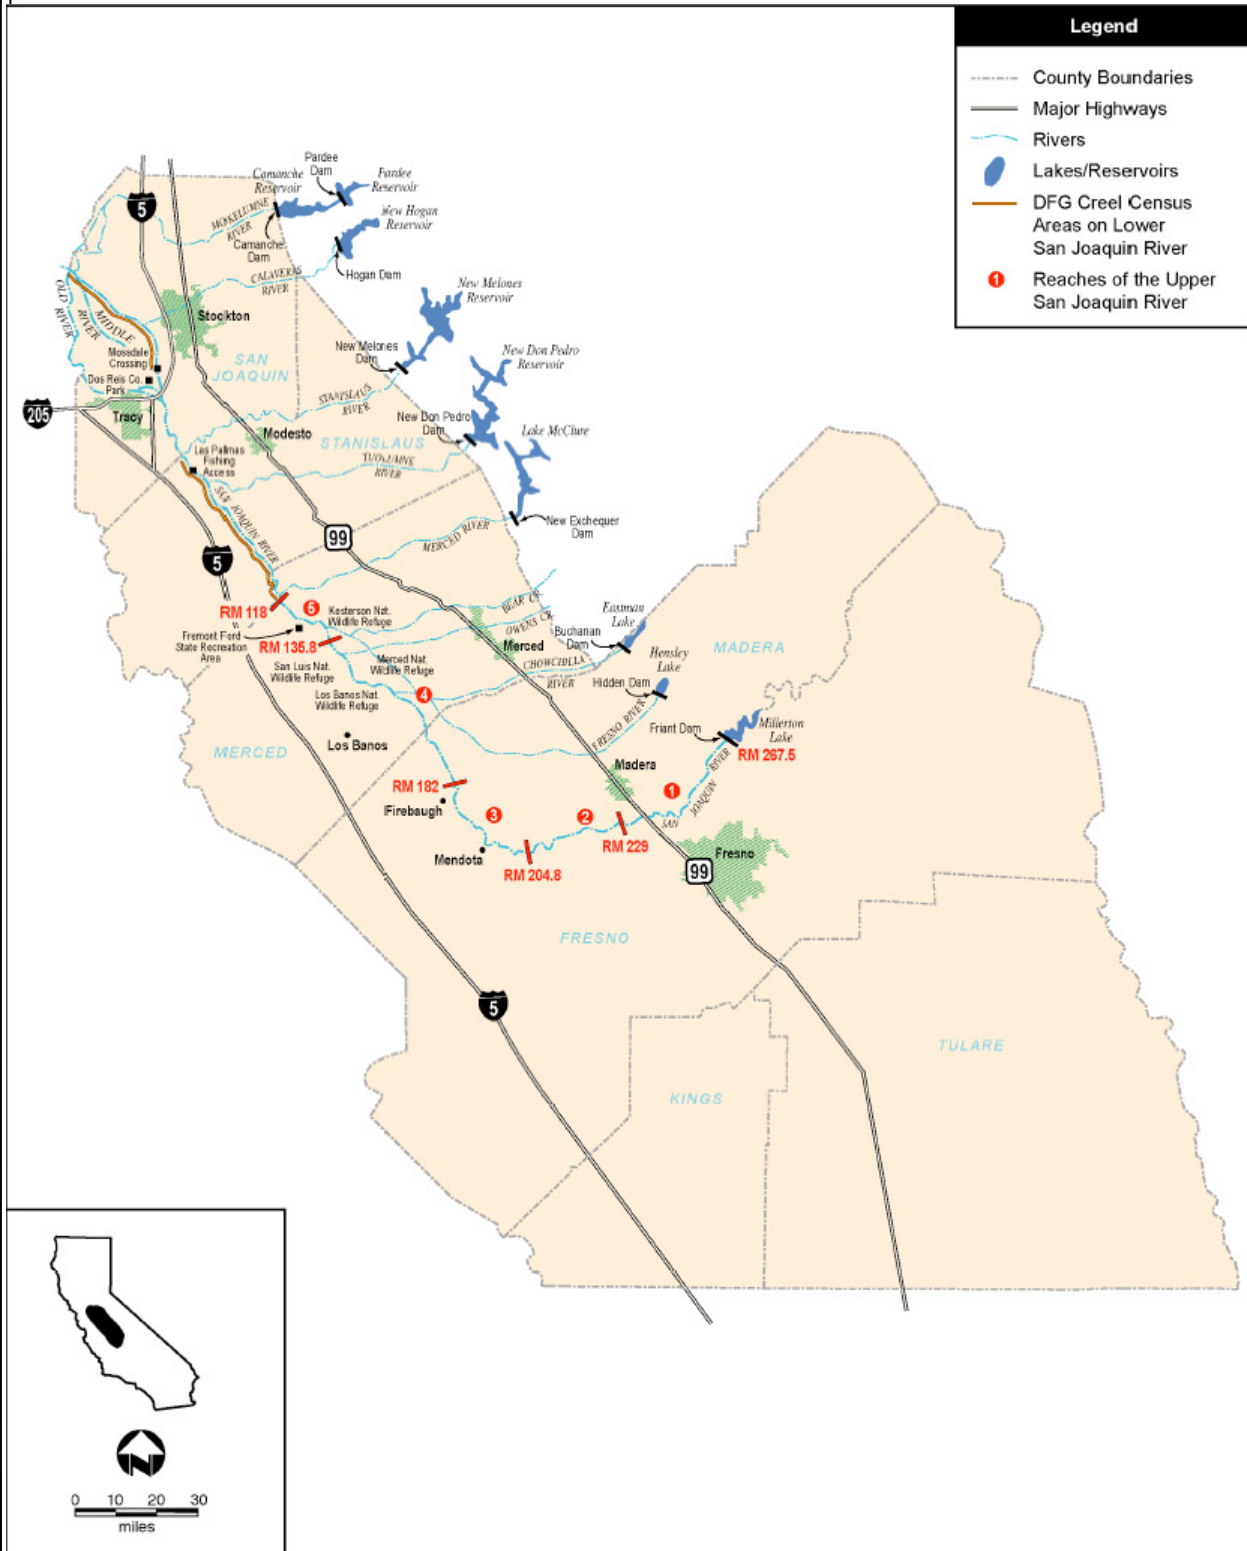 Legend
County Boundaries
Major Highways
Rivers
Lakes/Reservoirs
DFG Creel Census
Areas on Lower
San Joaquin River
1
Reaches of the Upper
San Joaquin River
Pardee
Dam
Camanche
Reservoir
Pardee
Reservoir
5
MOKELUMNE
RIVER
New Hogan
Reservoir
Camanche
Dam
Hogan Dam
CALAVERAS
RIVER
OLD RIVER
MIDDLE
RIVER
Stockton
New Melones
Reservoir
Mossdale
Crossing
SAN
JOAQUIN
New Melones
Dam
New Don Pedro
Reservoir
Dos Reis Co.
Park
STANISLAUS
RIVER
205
Tracy
Modesto
New Don Pedro
Dam
Lake McClure
STANISLAUS
Las Palmas
Fishing
Access
TUOLUMNE
RIVER
SAN JOAQUIN RIVER
New Exchequer
Dam
99
MERCED RIVER
5
RM 118
5
Kesterson Nat.
Wildlife Refuge
BEAR CR.
OWENS CR.
Eastman
Lake
Fremont Ford
State Recreation
Area
RM 135.8
Merced
Buchanan
Dam
MADERA
San Luis Nat.
Wildlife Refuge
Merced Nat.
Wildlife Refuge
CHOWCHILLA
RIVER
Hensley
Lake
Los Banos Nat.
Wildlife Refuge
4
Hidden Dam
FRESNO RIVER
Friant Dam
Millerton
Lake
MERCED
Los Banos
RM 267.5
RM 182
Madera
Firebaugh
3
2
1
SAN
JOAQUIN
RIVER
Mendota
RM 204.8
RM 229
Fresno
99
FRESNO
5
TULARE
KINGS
N
0 10 20 30
miles